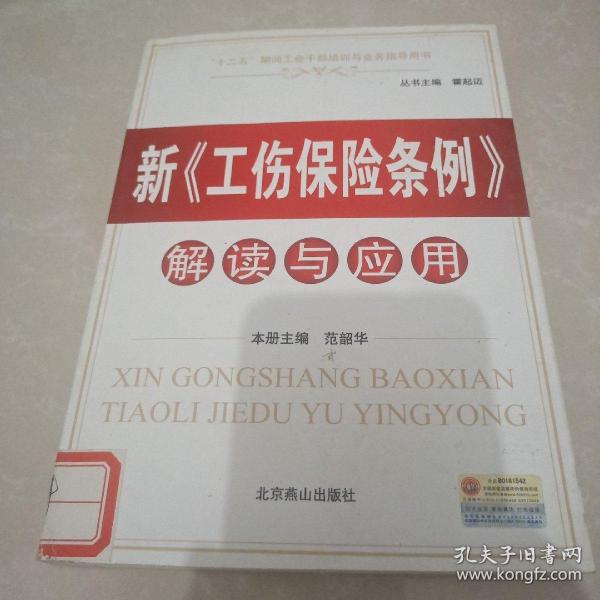 "十二五"期间工会干部培训与业务指导用书
丛书主编 霍起迈
新《工伤保险条例》
解读与应用
本册主编 范韶华
XIN GONGSHANG BAOXIAN
TIAOLI JIEDU YU YINGYONG
北京燕山出版社
B0161542
孔夫子旧书网
www.kongfz.com